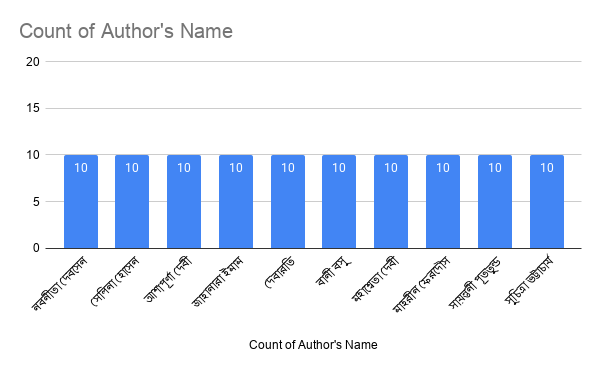 Count of Author's Name
20
15
10
5
0
10 10 10 10 10 10 10 10 10 10
নবনীতা দেবসেন
সেলিনা হোসেন
আশাপূর্ণা দেবী
জাহানারা ইমাম
দেবারতি
বাণী বসু
মহাশ্বেতা দেবী
মাহরীন ফেরদৌস
সায়ন্তনী পূততুন্ড
সুচিত্রা ভট্টাচার্য
Count of Author's Name